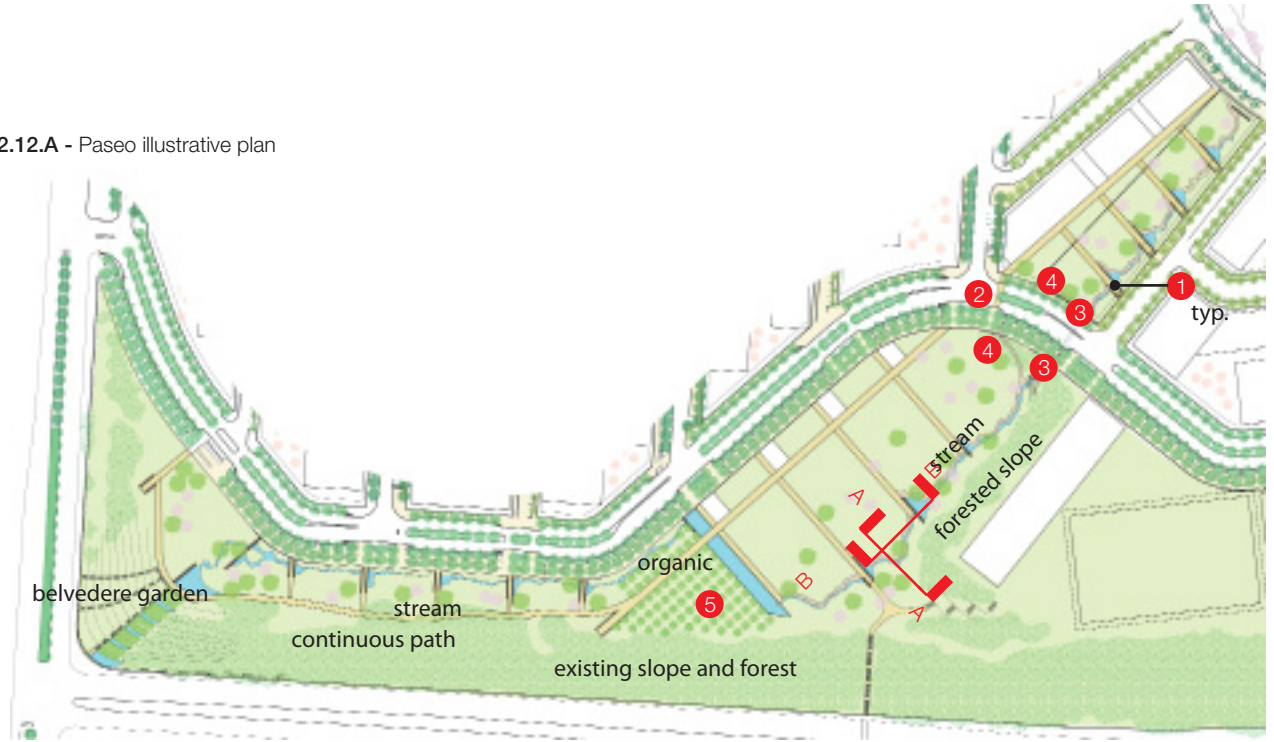 2.12.A - Paseo illustrative plan
4
2
1
3
typ.
4
3
stream
B
forested slope
A
organic
B
belvedere garden
5
stream
A
continuous path
existing slope and forest